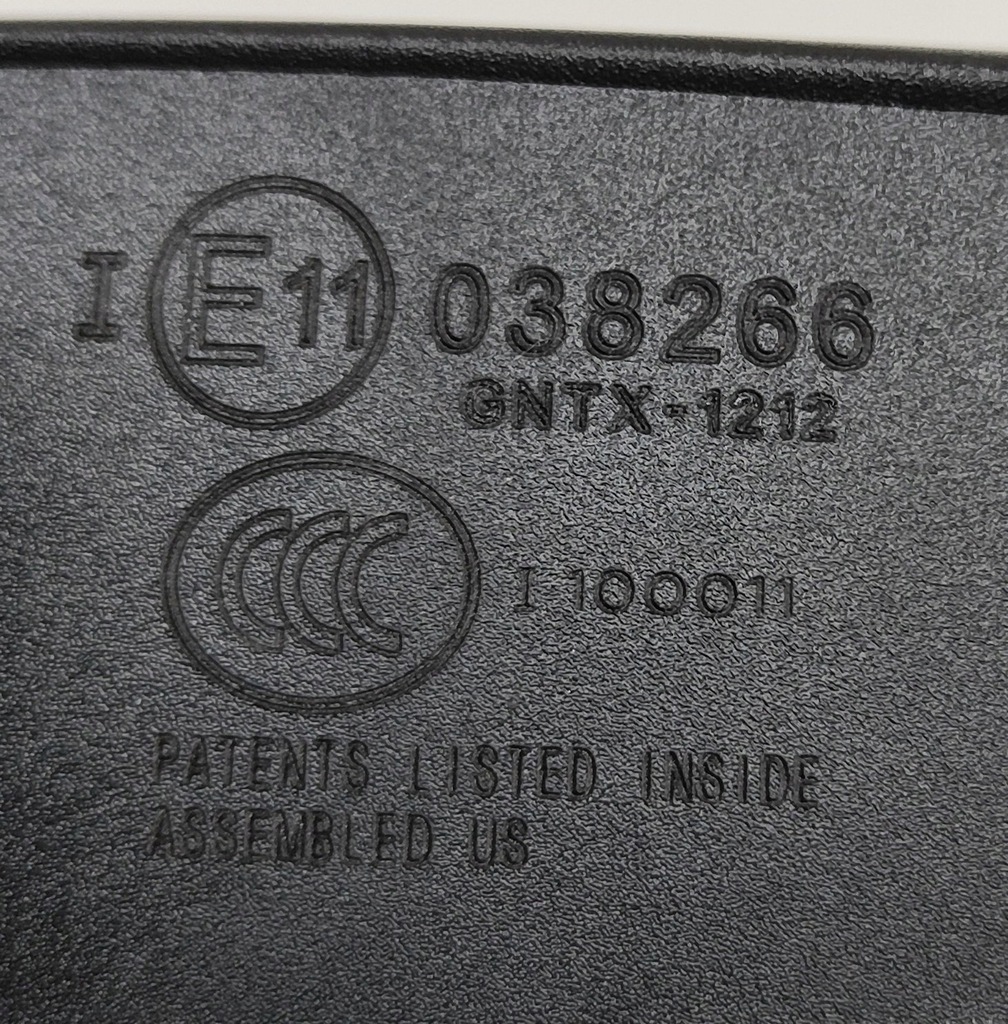 I E11 038266
GNTX-1212
CCC I 100011
PATENTS LISTED INSIDE
ASSEMBLED US